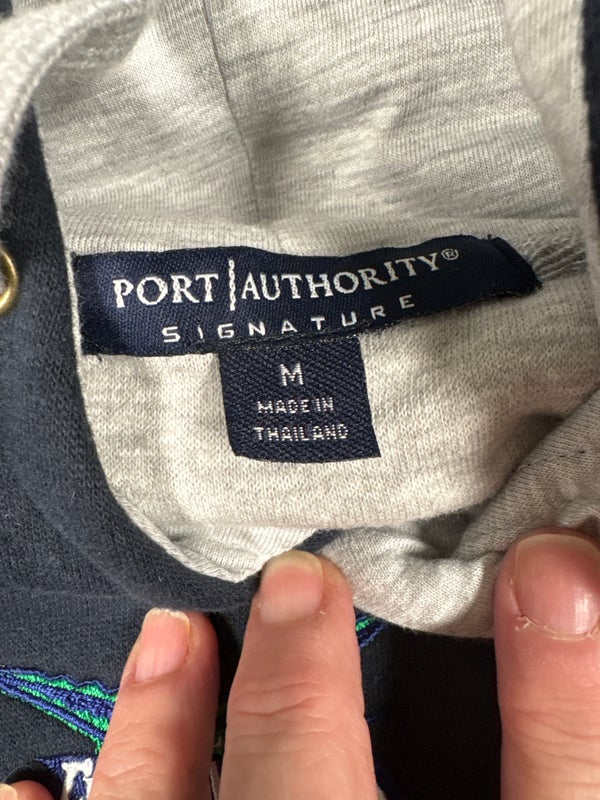 PORT AUTHORITY®
SIGNATURE
M
MADE IN
THAILAND